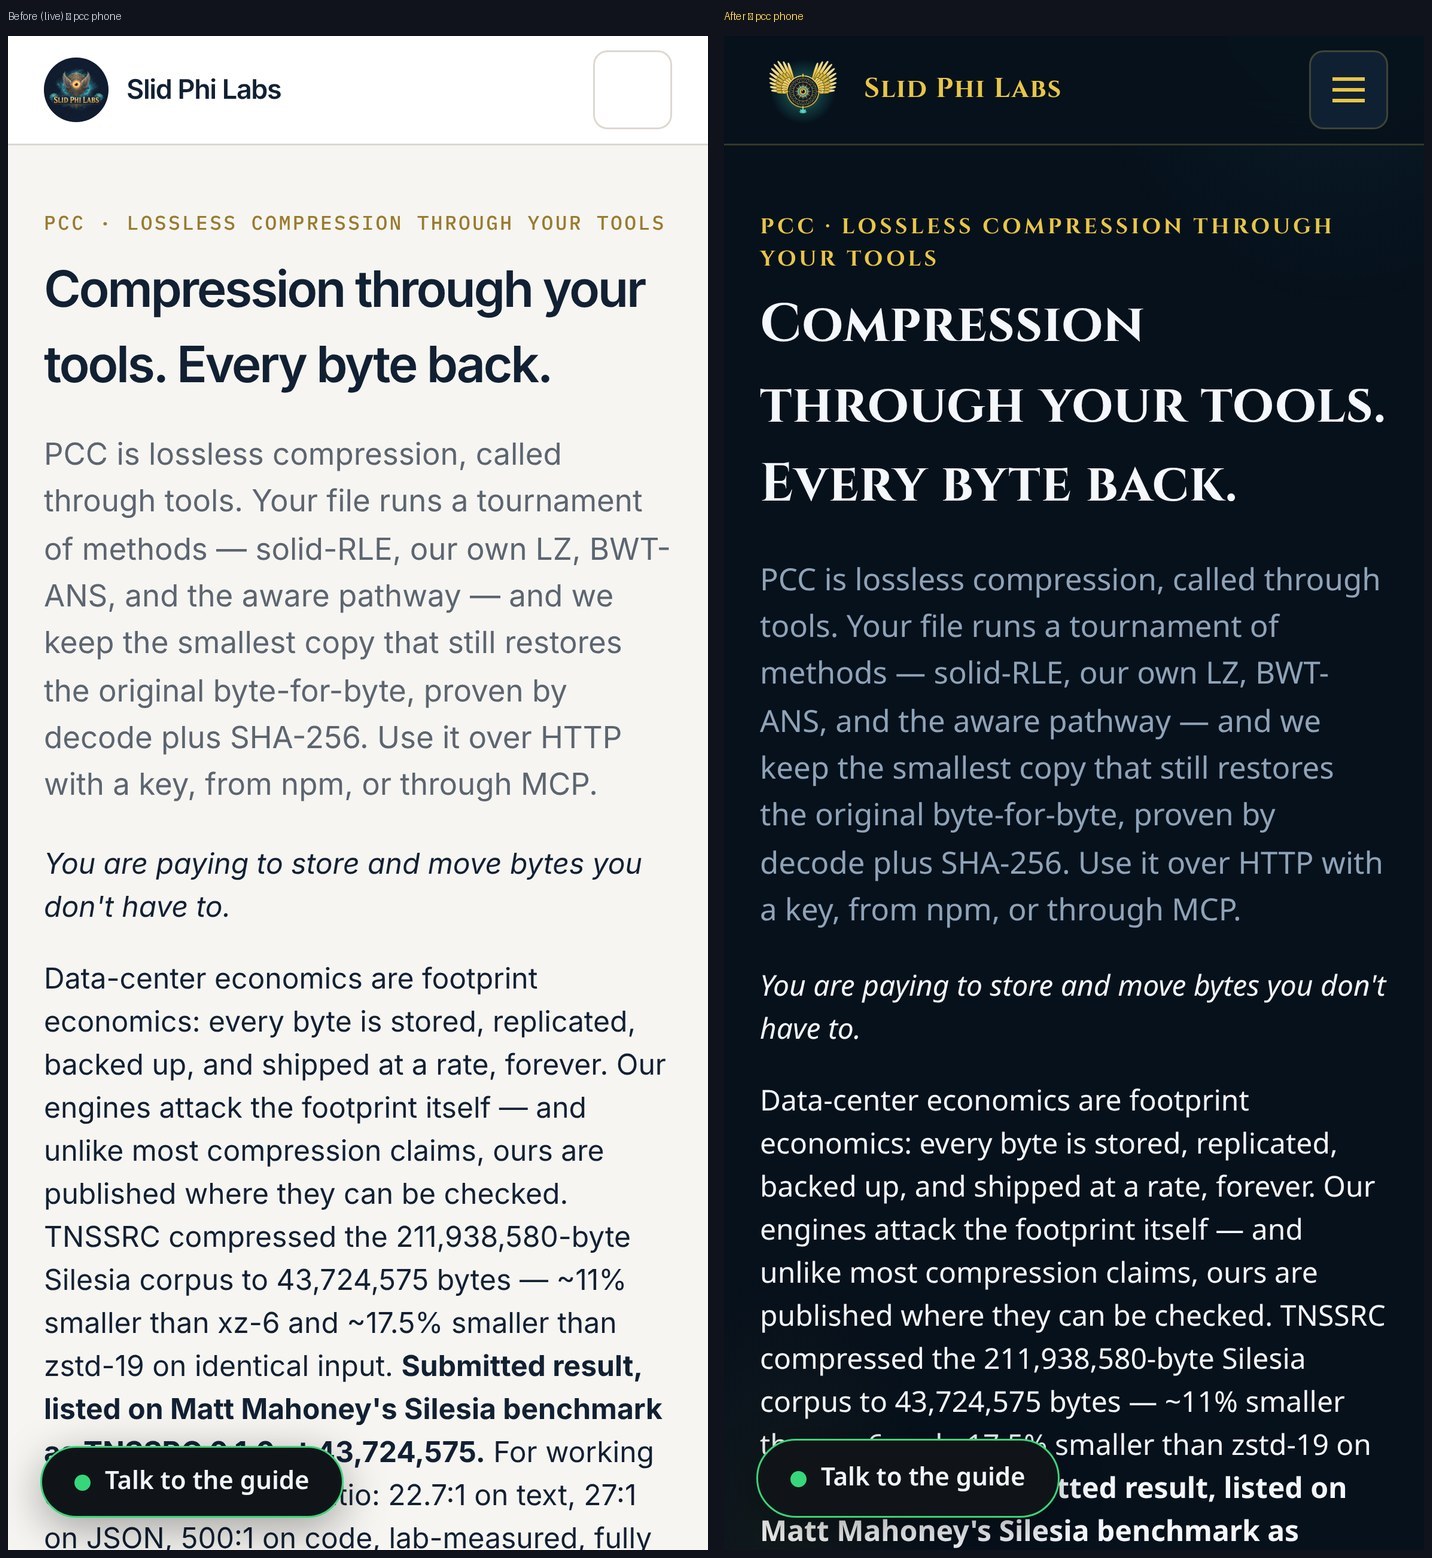 Before (live) pcc phone
Slid Phi Labs
SLID PHI LABS
PCC · LOSSLESS COMPRESSION THROUGH YOUR TOOLS
Compression through your
tools. Every byte back.
PCC is lossless compression, called
through tools. Your file runs a tournament
of methods — solid-RLE, our own LZ, BWT-
ANS, and the aware pathway — and we
keep the smallest copy that still restores
the original byte-for-byte, proven by
decode plus SHA-256. Use it over HTTP
with a key, from npm, or through MCP.
You are paying to store and move bytes you
don't have to.
Data-center economics are footprint
economics: every byte is stored, replicated,
backed up, and shipped at a rate, forever. Our
engines attack the footprint itself — and
unlike most compression claims, ours are
published where they can be checked.
TNSSRC compressed the 211,938,580-byte
Silesia corpus to 43,724,575 bytes — ~11%
smaller than xz-6 and ~17.5% smaller than
zstd-19 on identical input. Submitted result,
listed on Matt Mahoney's Silesia benchmark
43,724,575. For working
Talk to the guide
22.7:1 on text, 27:1
on JSON, 500:1 on code, lab-measured, fully
After pcc phone
Slid Phi Labs
PCC · LOSSLESS COMPRESSION THROUGH
YOUR TOOLS
Compression
through your tools.
Every byte back.
PCC is lossless compression, called through
tools. Your file runs a tournament of
methods — solid-RLE, our own LZ, BWT-
ANS, and the aware pathway — and we
keep the smallest copy that still restores
the original byte-for-byte, proven by
decode plus SHA-256. Use it over HTTP with
a key, from npm, or through MCP.
You are paying to store and move bytes you don't
have to.
Data-center economics are footprint
economics: every byte is stored, replicated,
backed up, and shipped at a rate, forever. Our
engines attack the footprint itself — and
unlike most compression claims, ours are
published where they can be checked. TNSSRC
compressed the 211,938,580-byte Silesia
corpus to 43,724,575 bytes — ~11% smaller
smaller than zstd-19 on
Talk to the guide
result, listed on
Matt Mahoney's Silesia benchmark as